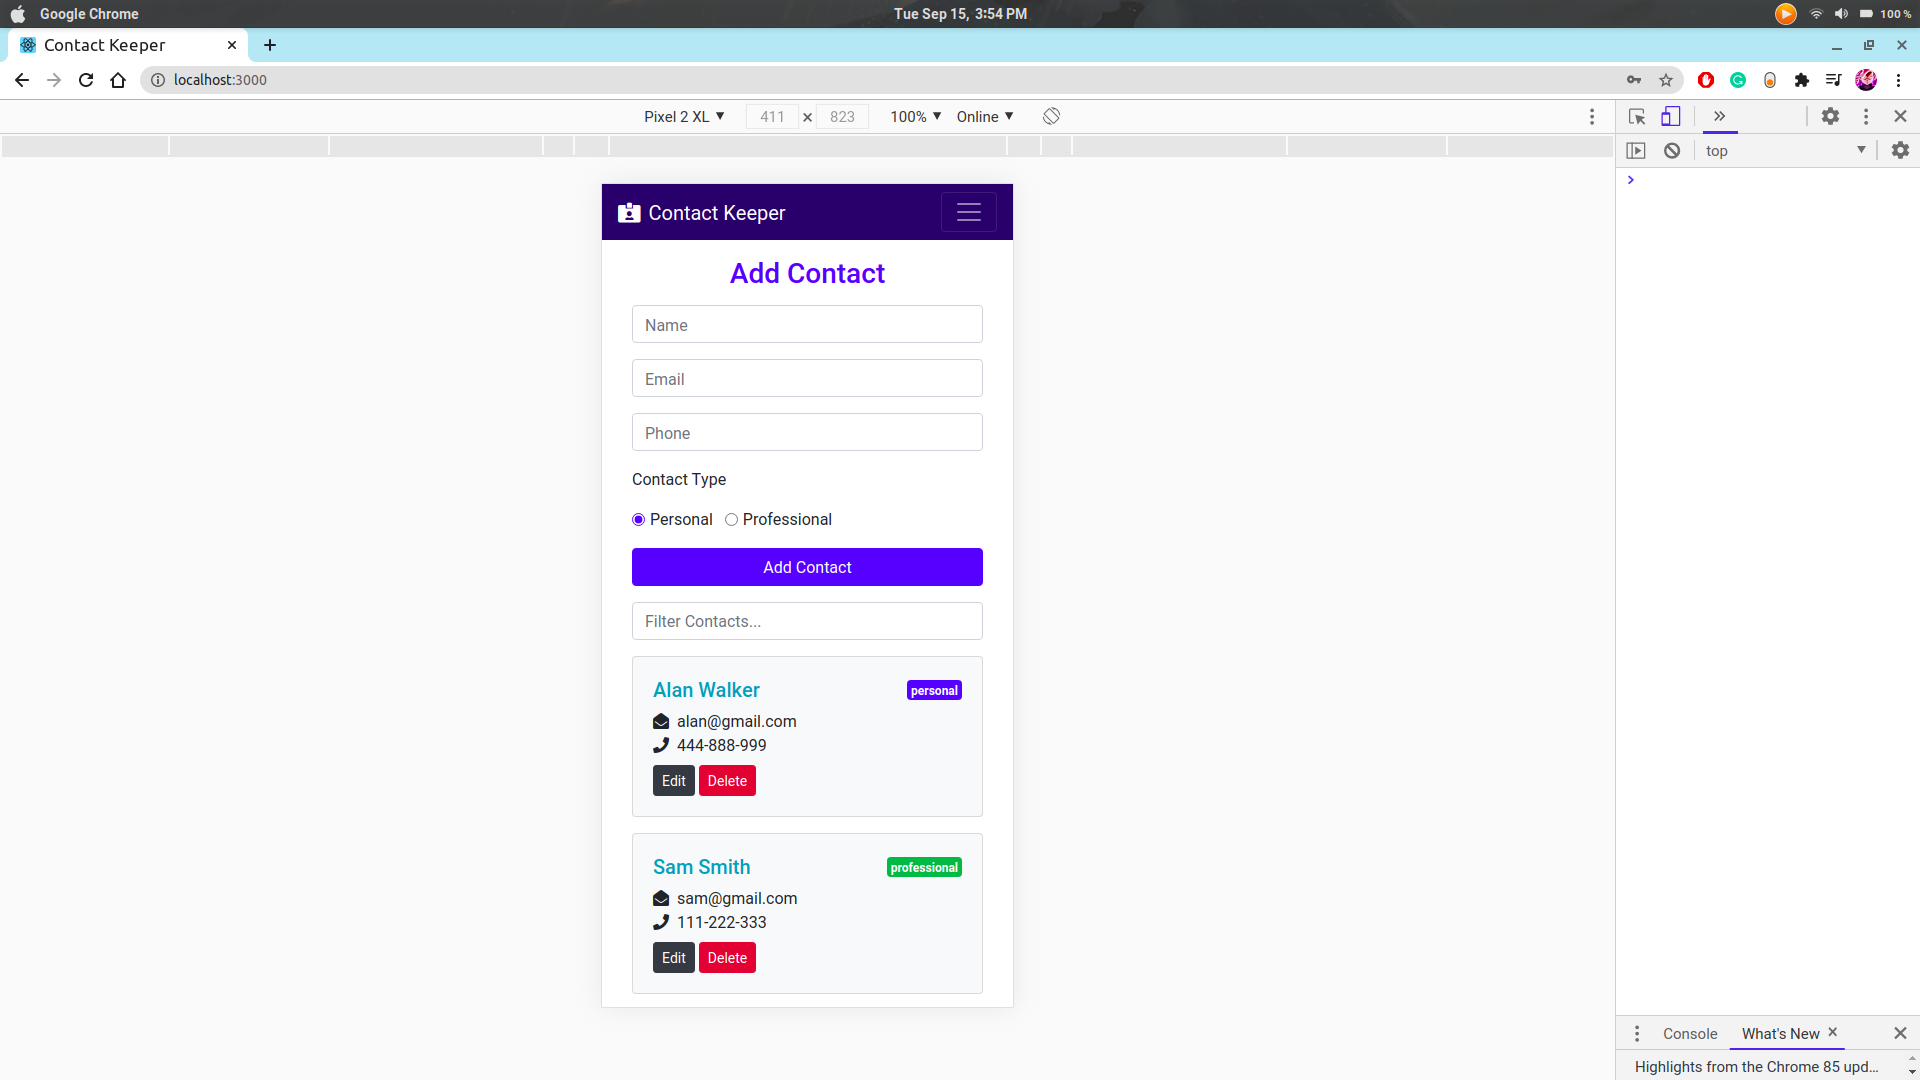 Google Chrome
Tue Sep 15, 3:54 PM
100 %
Contact Keeper
localhost:3000
Pixel 2 XL
411 × 823
100%
Online
top
Contact Keeper
Add Contact
Name
Email
Phone
Contact Type
Personal
Professional
Add Contact
Filter Contacts...
Alan Walker
personal
alan@gmail.com
444-888-999
Edit
Delete
Sam Smith
professional
sam@gmail.com
111-222-333
Edit
Delete
Console
What's New
Highlights from the Chrome 85 upd...